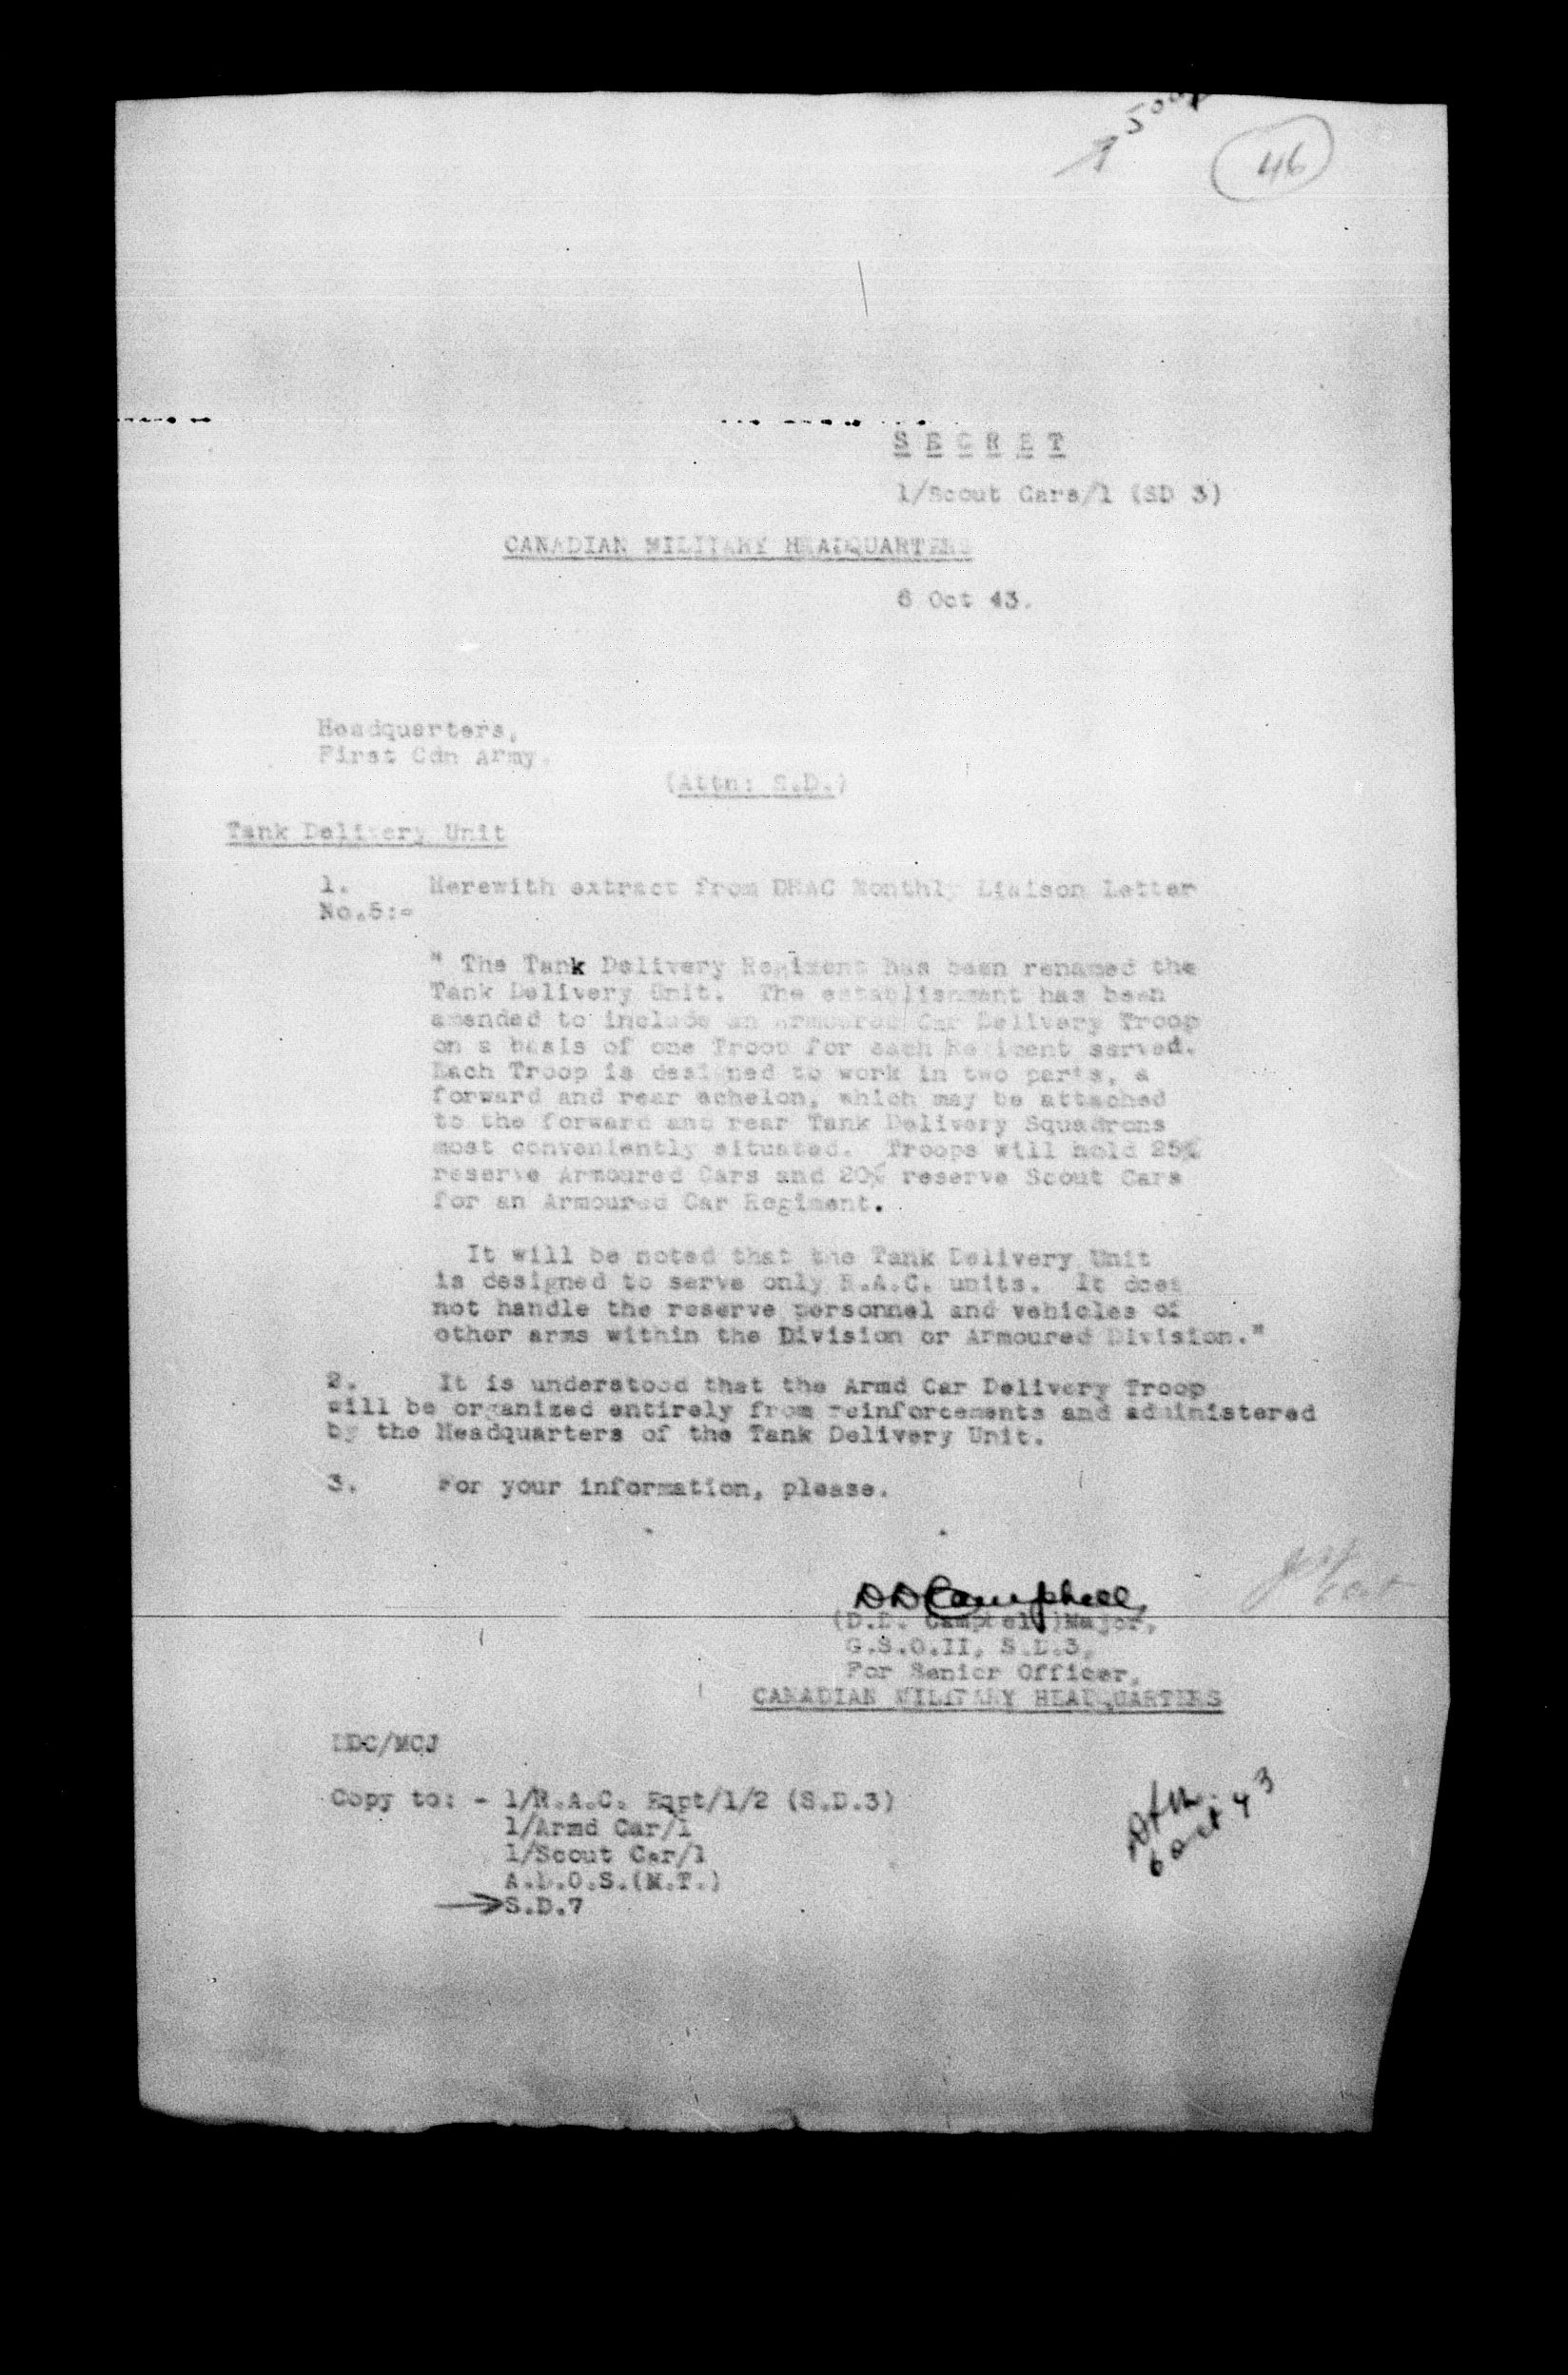 46
S E C R E T
1/Scout Cars/1 (SD 3)
CANADIAN MILITARY HEADQUARTERS
6 Oct 43.
Headquarters,
First Cdn Army.
(Attn: S.D.)
Tank Delivery Unit
1. Herewith extract from DRAC Monthly Liaison Letter
No.5:-
" The Tank Delivery Regiment has been renamed the
Tank Delivery Unit. The establishment has been
amended to include an Armoured Car Delivery Troop
on a basis of one Troop for each Regiment served.
Each Troop is designed to work in two parts, a
forward and rear echelon, which may be attached
to the forward and rear Tank Delivery Squadrons
most conveniently situated. Troops will hold 25%
reserve Armoured Cars and 20% reserve Scout Cars
for an Armoured Car Regiment.
It will be noted that the Tank Delivery Unit
is designed to serve only R.A.C. units. It does
not handle the reserve personnel and vehicles of
other arms within the Division or Armoured Division."
2. It is understood that the Armd Car Delivery Troop
will be organized entirely from reinforcements and administered
by the Headquarters of the Tank Delivery Unit.
3. For your information, please.
DDCampbell
(D.D. Campbell)Major,
G.S.O.II, S.D.3,
For Senior Officer,
CANADIAN MILITARY HEADQUARTERS
DDC/MCJ
Copy to: - 1/R.A.C. Eqpt/1/2 (S.D.3)
1/Armd Car/1
1/Scout Car/1
A.D.O.S.(M.T.)
→S.D.7
6 Oct 43